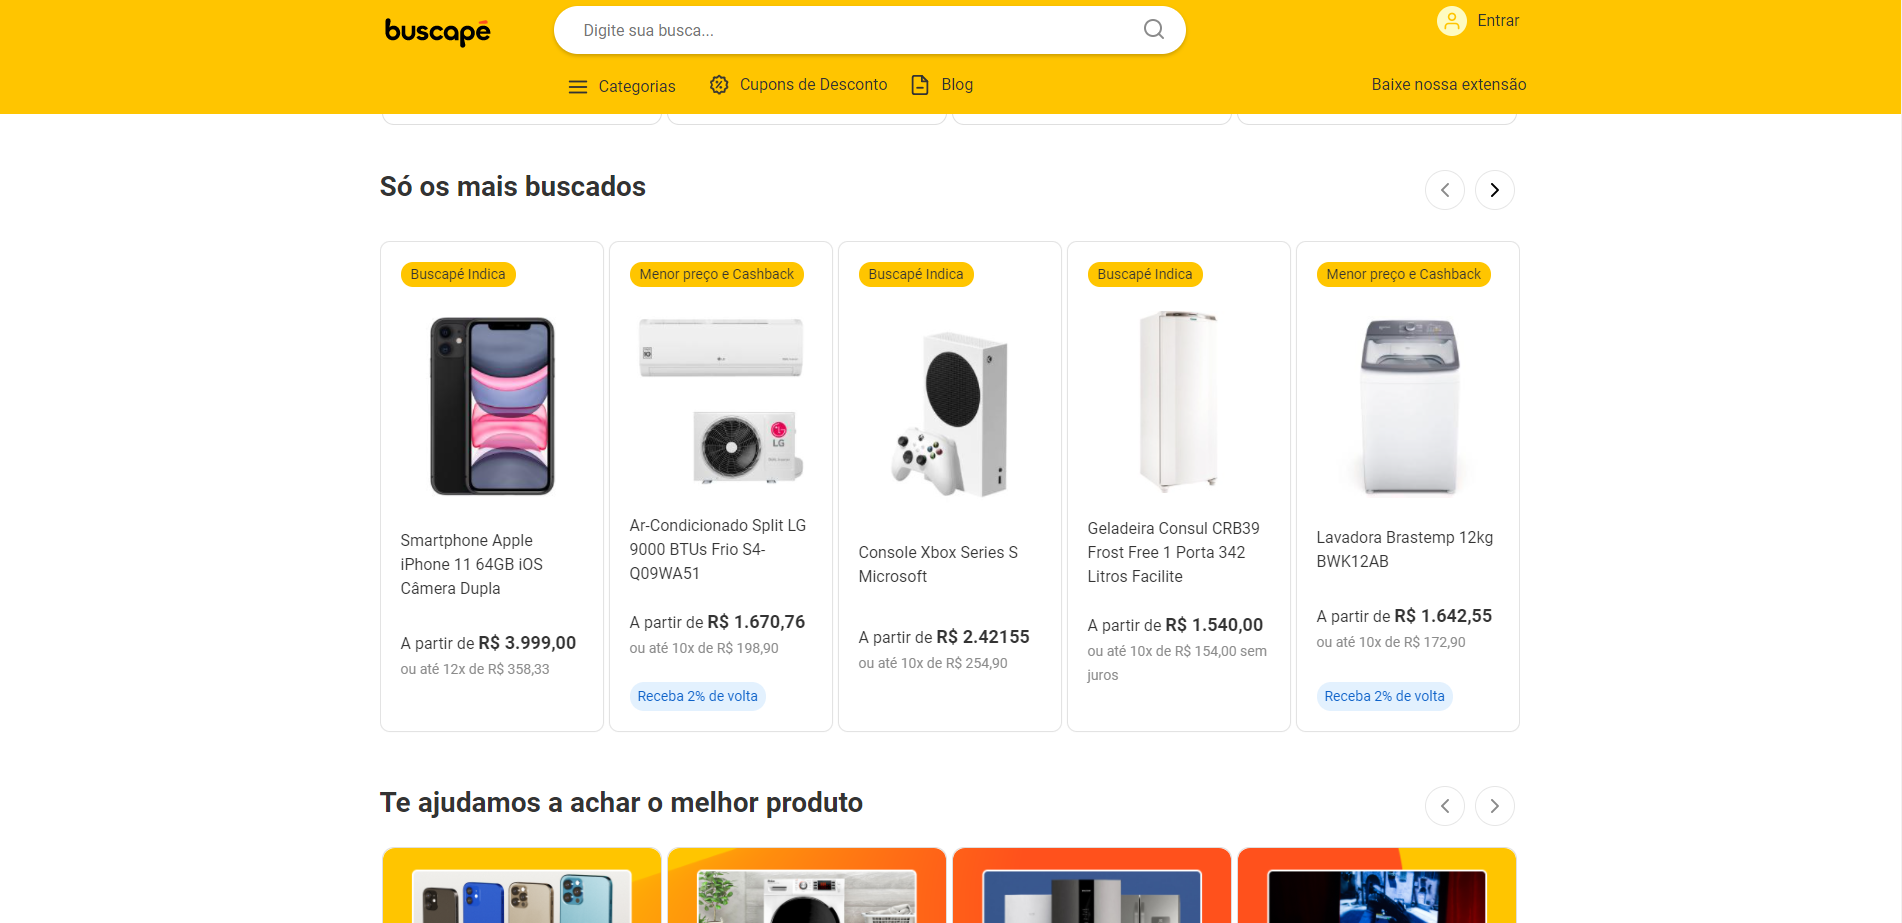 buscapé
Digite sua busca...
Entrar
Categorias
Cupons de Desconto
Blog
Baixe nossa extensão
Só os mais buscados
Buscapé Indica
Smartphone Apple
iPhone 11 64GB iOS
Câmera Dupla
A partir de R$ 3.999,00
ou até 12x de R$ 358,33
Menor preço e Cashback
LG
Ar-Condicionado Split LG
9000 BTUs Frio S4-
Q09WA51
A partir de R$ 1.670,76
ou até 10x de R$ 198,90
Receba 2% de volta
Buscapé Indica
Console Xbox Series S
Microsoft
A partir de R$ 2.42155
ou até 10x de R$ 254,90
Buscapé Indica
Geladeira Consul CRB39
Frost Free 1 Porta 342
Litros Facilite
A partir de R$ 1.540,00
ou até 10x de R$ 154,00 sem
juros
Menor preço e Cashback
Lavadora Brastemp 12kg
BWK12AB
A partir de R$ 1.642,55
ou até 10x de R$ 172,90
Receba 2% de volta
Te ajudamos a achar o melhor produto